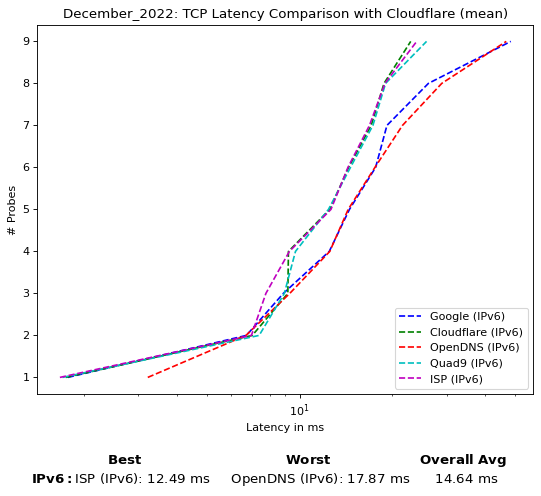 December_2022: TCP Latency Comparison with Cloudflare (mean)
# Probes
9
8
7
6
5
4
3
2
1
Google (IPv6)
Cloudflare (IPv6)
OpenDNS (IPv6)
Quad9 (IPv6)
ISP (IPv6)
10¹
Latency in ms
Best Worst Overall Avg
IPv6: ISP (IPv6): 12.49 ms OpenDNS (IPv6): 17.87 ms 14.64 ms